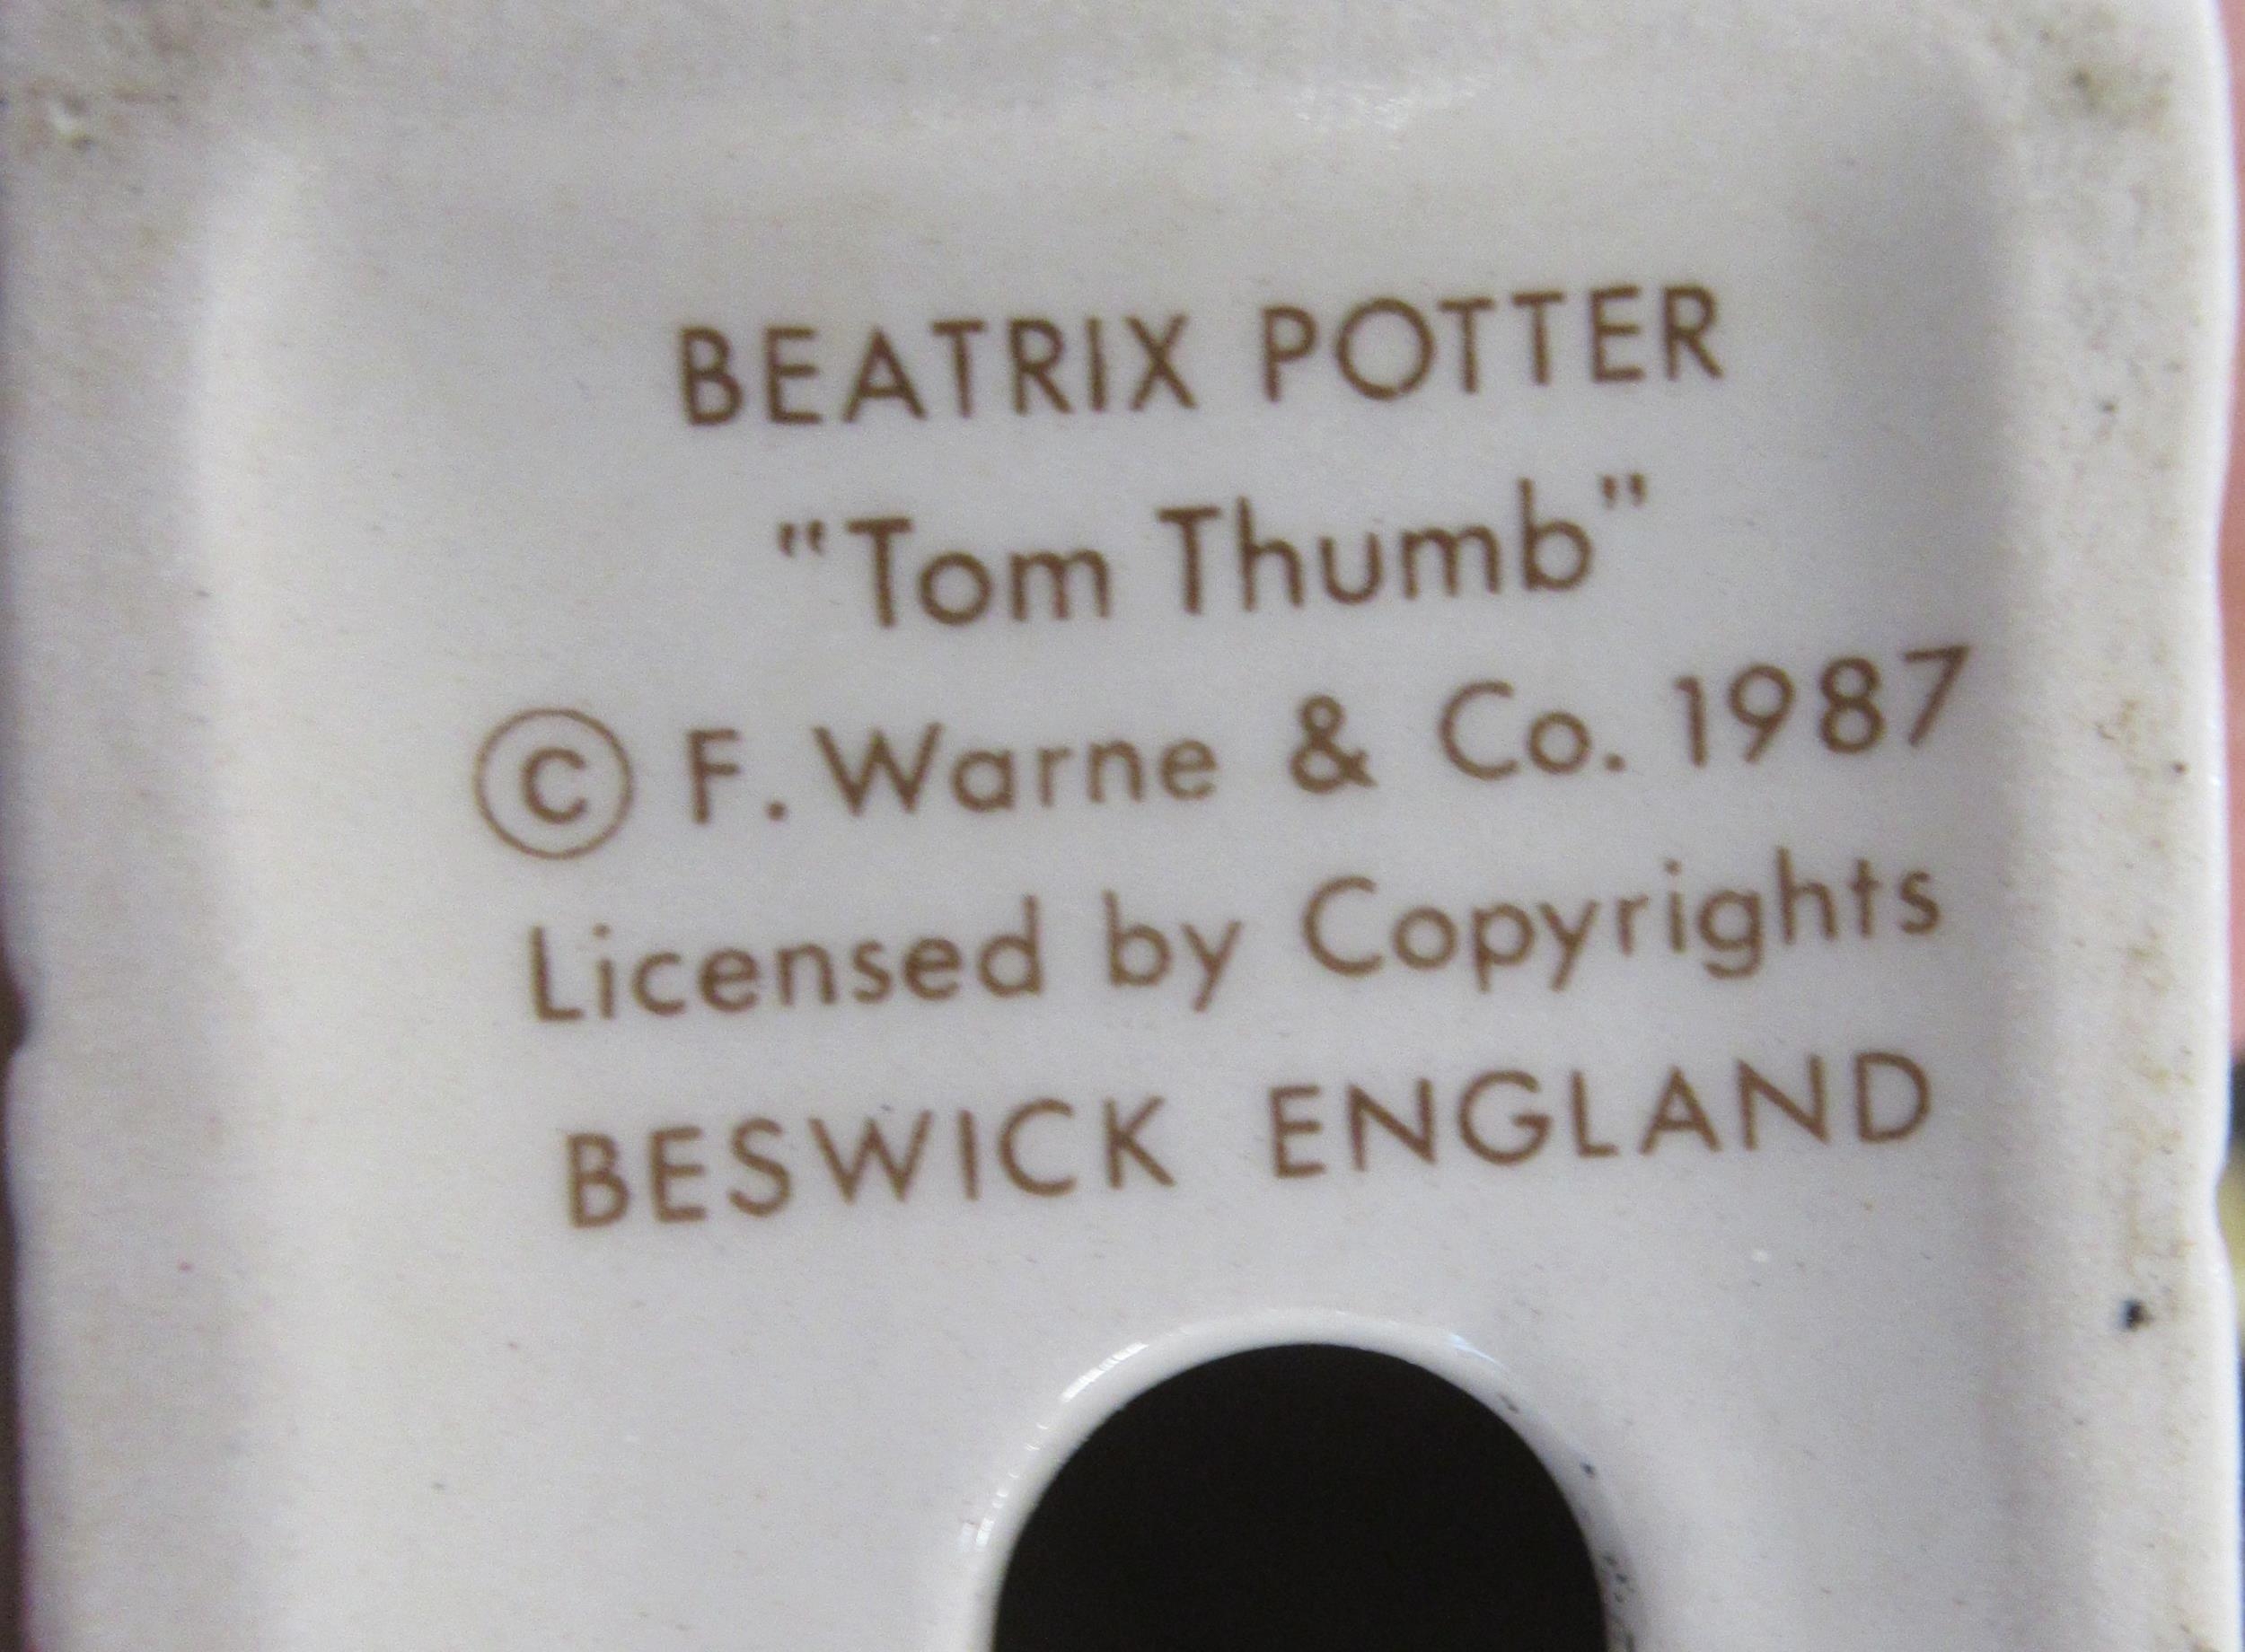 BEATRIX POTTER
"Tom Thumb"
© F. Warne & Co. 1987
Licensed by Copyrights
BESWICK ENGLAND